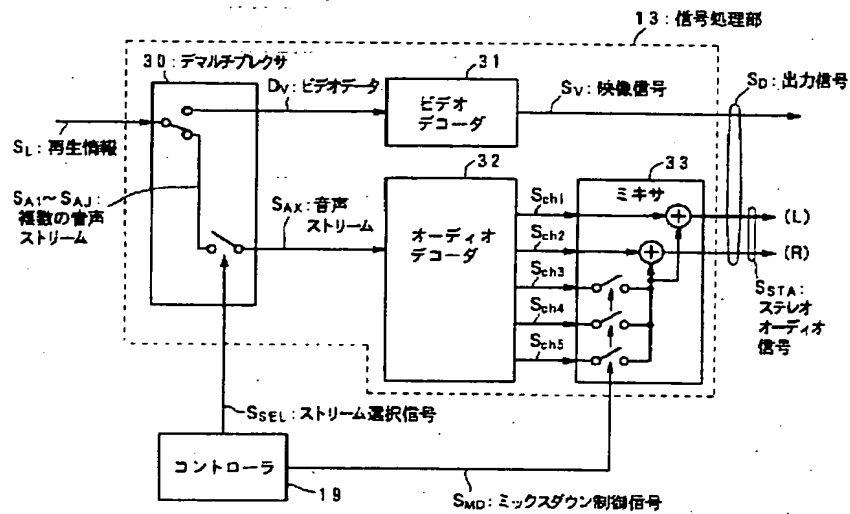 13:信号処理部
30:デマルチプレクサ
31
DV:ビデオデータ
ビデオ
デコーダ
SV:映像信号
SD:出力信号
SL:再生情報
32
33
SA1~SAJ:
複数の音声
ストリーム
SAX:音声
ストリーム
オーディオ
デコーダ
Sch1
Sch2
Sch3
Sch4
Sch5
ミキサ
(L)
(R)
SSTA:
ステレオ
オーディオ
信号
SSEL:ストリーム選択信号
コントローラ
19
SMD:ミックスダウン制御信号